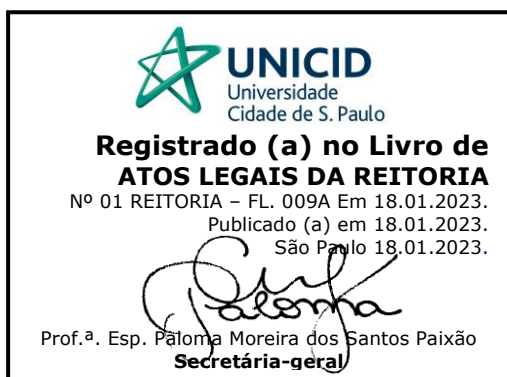 UNICID
Universidade
Cidade de S. Paulo
Registrado (a) no Livro de
ATOS LEGAIS DA REITORIA
Nº 01 REITORIA – FL. 009A Em 18.01.2023.
Publicado (a) em 18.01.2023.
São Paulo 18.01.2023.
Paloma
Prof.ª. Esp. Paloma Moreira dos Santos Paixão
Secretária-geral